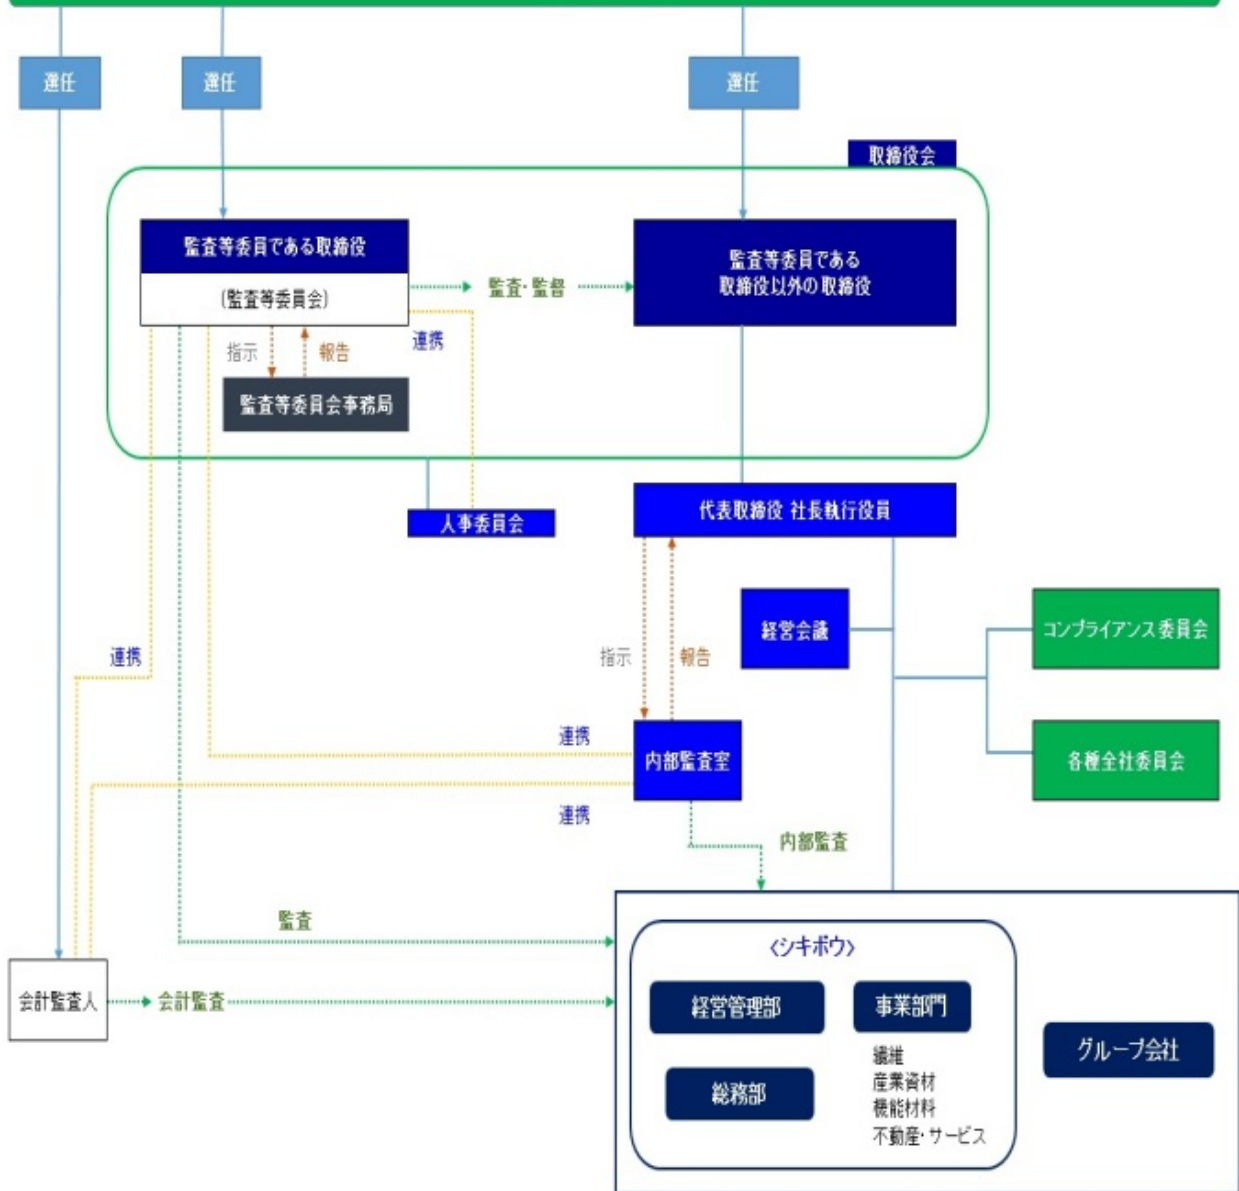 選任
選任
選任
取締役会
監査等委員である取締役
(監査等委員会)
監査・監督
監査等委員である
取締役以外の取締役
連携
指示
報告
監査等委員会事務局
人事委員会
代表取締役 社長執行役員
経営会議
コンプライアンス委員会
連携
指示
報告
連携
内部監査室
各種全社委員会
連携
内部監査
監査
〈シキボウ〉
会計監査人
会計監査
経営管理部
事業部門
グループ会社
繊維
産業資材
機能材料
不動産・サービス
総務部